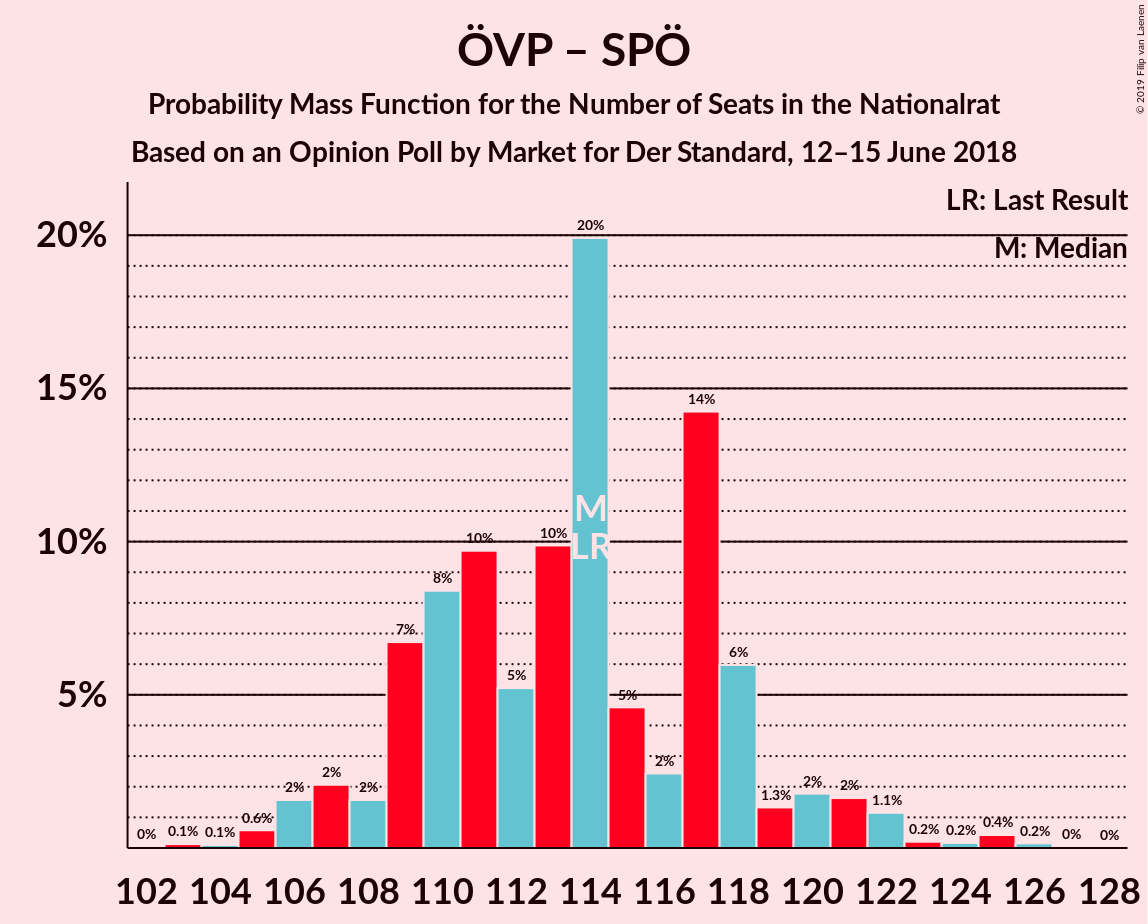 ÖVP – SPÖ
Probability Mass Function for the Number of Seats in the Nationalrat
Based on an Opinion Poll by Market for Der Standard, 12–15 June 2018
© 2019 Filip van Laenen
LR: Last Result
M: Median
20%
15%
10%
5%
0% 0.1% 0.1% 0.6% 2% 2% 2% 7% 8% 10% 5% 10% 20% 5% 2% 14% 6% 1.3% 2% 2% 1.1% 0.2% 0.2% 0.4% 0.2% 0% 0%
M
LR
102 104 106 108 110 112 114 116 118 120 122 124 126 128